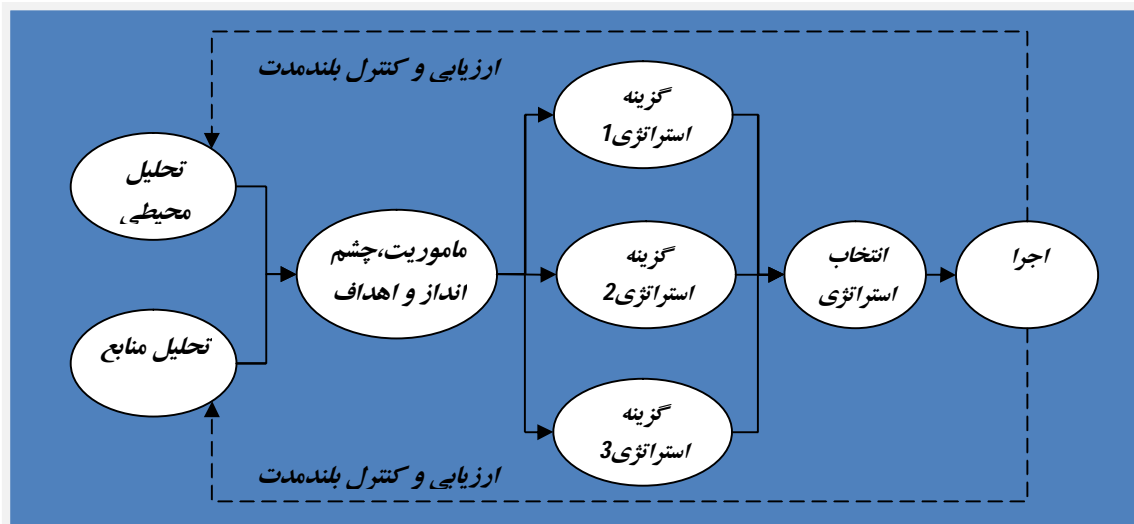 ارزیابی و کنترل بلندمدت
تحلیل
محیطی
تحلیل منابع
ماموریت،چشم
انداز و اهداف
گزینه
استراتژی1
گزینه
استراتژی2
گزینه
استراتژی3
انتخاب
استراتژی
اجرا
ارزیابی و کنترل بلندمدت